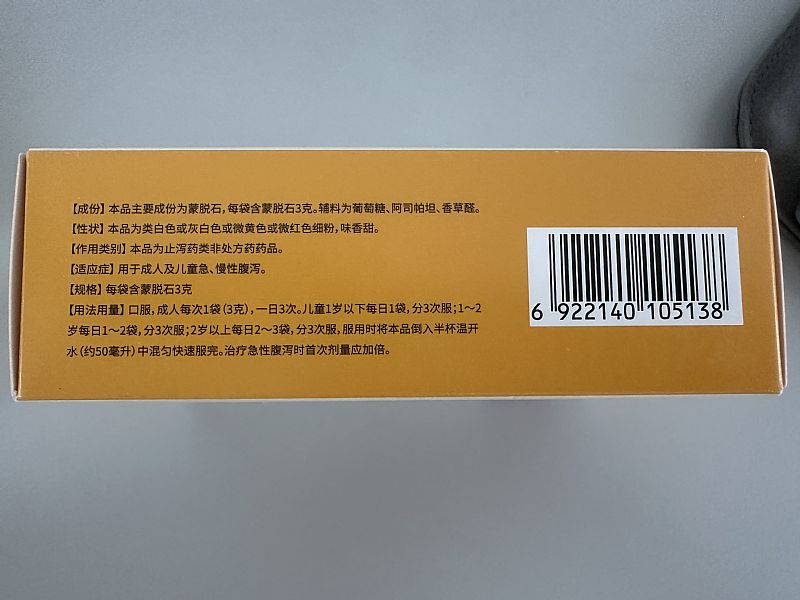 【成份】本品主要成份为蒙脱石，每袋含蒙脱石3克。辅料为葡萄糖、阿司帕坦、香草醛。
【性状】本品为类白色或灰白色或微黄色或微红色细粉，味香甜。
【作用类别】本品为止泻药类非处方药药品。
【适应症】用于成人及儿童急、慢性腹泻。
【规格】每袋含蒙脱石3克
【用法用量】口服，成人每次1袋（3克），一日3次。儿童1岁以下每日1袋，分3次服；1～2
岁每日1～2袋，分3次服；2岁以上每日2～3袋，分3次服，服用时将本品倒入半杯温开
水（约50毫升）中混匀快速服完。治疗急性腹泻时首次剂量应加倍。
6 922140 105138